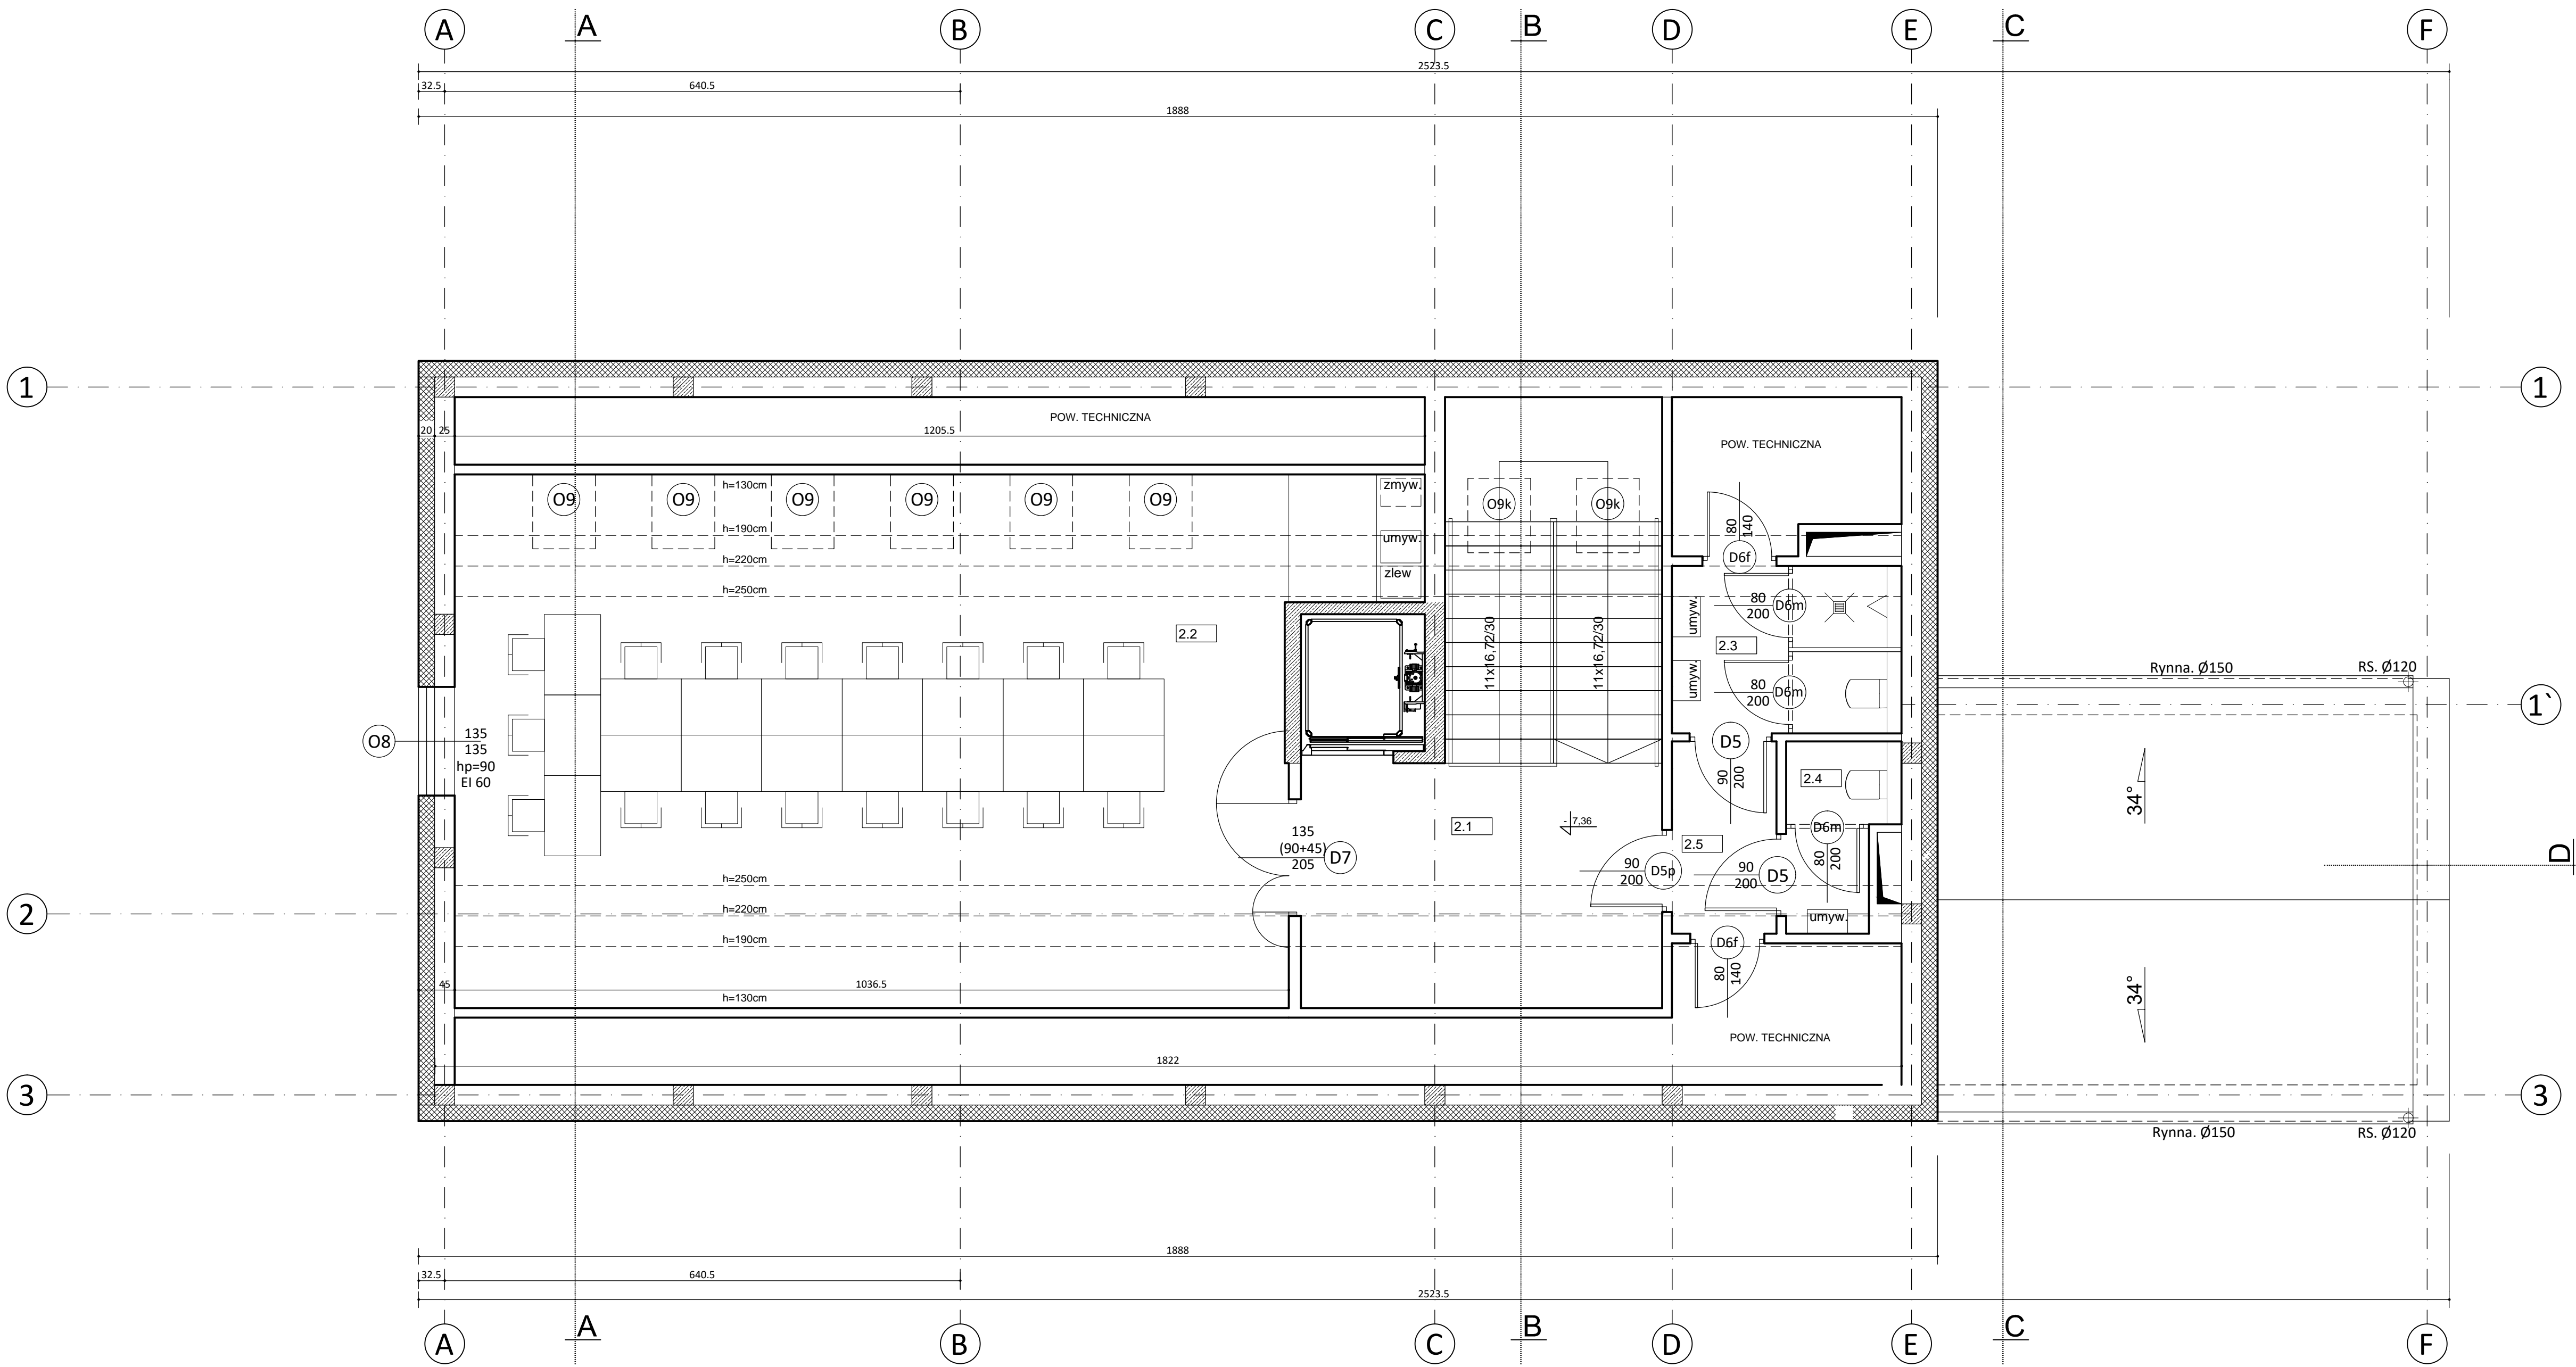 A A B C B D E C F
2523.5
32.5 640.5
1888
1 1
POW. TECHNICZNA
20 25 1205.5
POW. TECHNICZNA
h=130cm
O9 O9 O9 O9 O9 O9
zmyw.
O9k O9k
h=190cm
80
140
umyw.
D6f
h=220cm
zlew
h=250cm
80
200
D6m
umyw.
2.2
11x16,72/30
11x16,72/30
2.3
Rynna. Ø150
RS. Ø120
umyw.
80
200
D6m
1`
O8
135
135
hp=90
EI 60
D5
90
200
2.4
34°
2.1
- 7,36
D6m
80
200
135
(90+45)
205
D7
2.5
90
200
D5p
90
200
D5
D
h=250cm
h=220cm
2 2
umyw.
h=190cm
D6f
80
140
45 1036.5
h=130cm
34°
POW. TECHNICZNA
1822
3 3
Rynna. Ø150
RS. Ø120
1888
32.5 640.5
2523.5
A A B C B D E C F